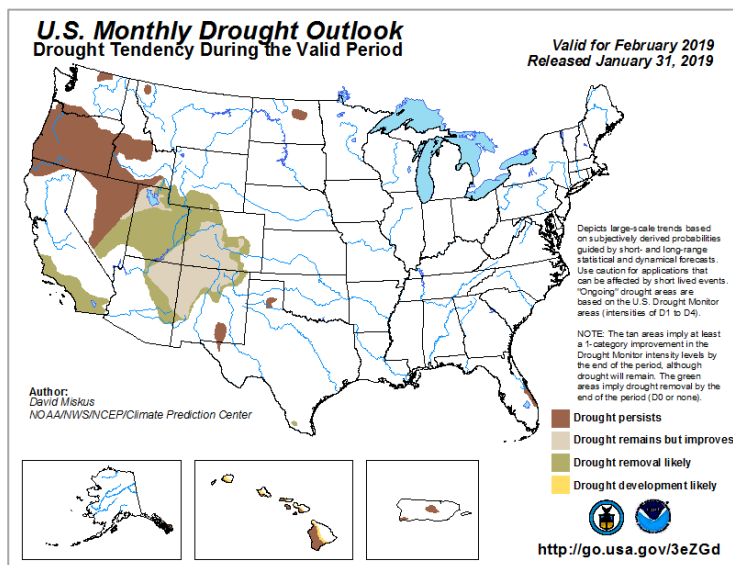 U.S. Monthly Drought Outlook
Drought Tendency During the Valid Period
Valid for February 2019
Released January 31, 2019
Depicts large-scale trends based
on subjectively derived probabilities
guided by short- and long-range
statistical and dynamical forecasts.
Use caution for applications that
can be affected by short lived events.
"Ongoing" drought areas are
based on the U.S. Drought Monitor
areas (intensities of D1 to D4).
NOTE: The tan areas imply at least
a 1-category improvement in the
Drought Monitor intensity levels by
the end of the period, although
drought will remain. The green
areas imply drought removal by the
end of the period (D0 or none).
Author:
David Miskus
NOAA/NWS/NCEP/Climate Prediction Center
Drought persists
Drought remains but improves
Drought removal likely
Drought development likely
http://go.usa.gov/3eZGd